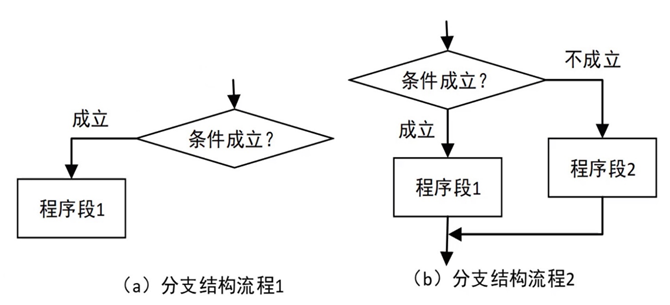 成立
条件成立？
程序段1
（a）分支结构流程1
条件成立？
不成立
成立
程序段1
程序段2
（b）分支结构流程2